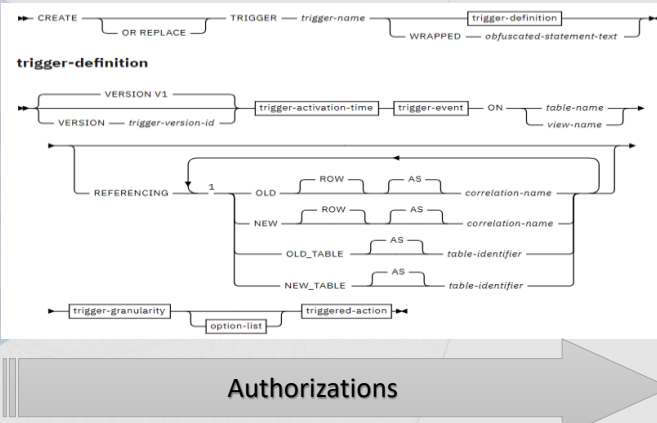 CREATE OR REPLACE TRIGGER trigger-name trigger-definition
WRAPPED obfuscated-statement-text
trigger-definition
VERSION V1
VERSION trigger-version-id trigger-activation-time trigger-event ON table-name
view-name
REFERENCING 1 OLD ROW AS correlation-name
NEW ROW AS correlation-name
OLD_TABLE AS table-identifier
NEW_TABLE AS table-identifier
trigger-granularity option-list triggered-action
Authorizations